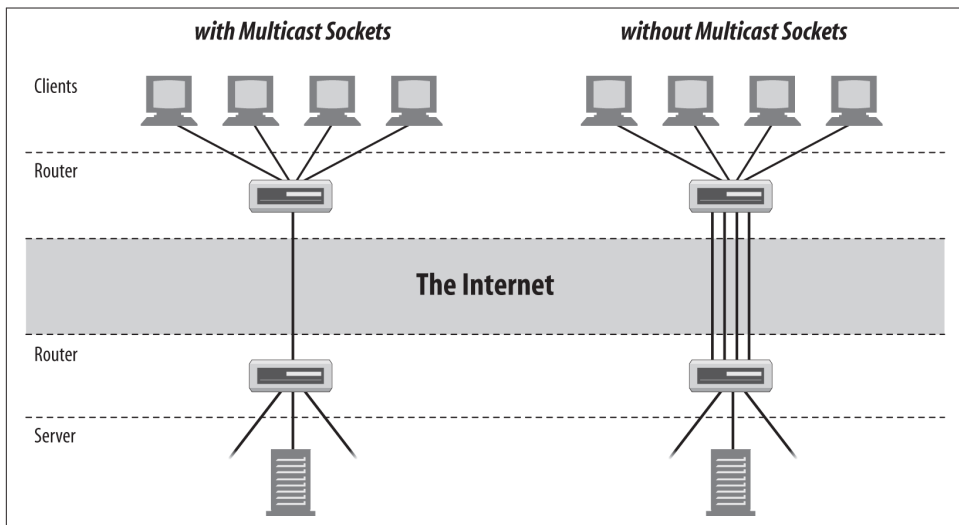 with Multicast Sockets
without Multicast Sockets
Clients
Router
The Internet
Router
Server